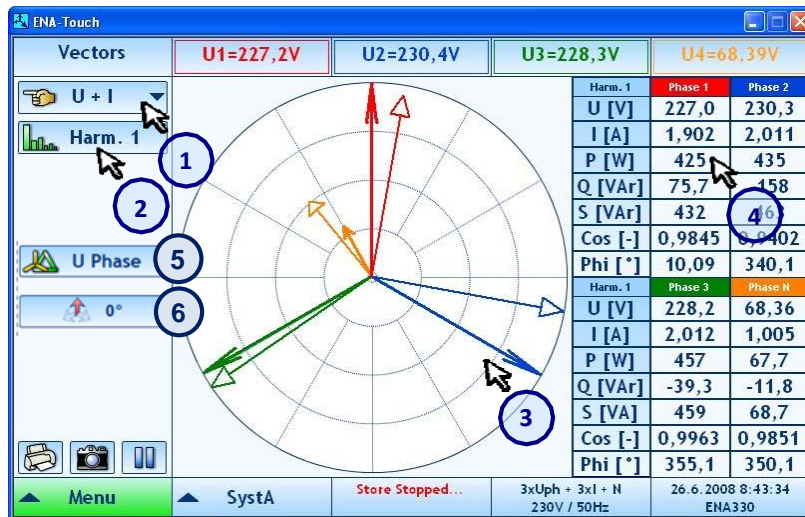 ENA-Touch
Vectors U1=227,2V U2=230,4V U3=228,3V U4=68,39V
U + I
Harm. 1
1
2
U Phase 5
0° 6
3
4
Harm. 1 Phase 1 Phase 2
U [V] 227,0 230,3
I [A] 1,902 2,011
P [W] 425 435
Q [VAr] 75,7 158
S [VAr] 432 463
Cos [-] 0,9845 0,9402
Phi [°] 10,09 340,1
Harm. 1 Phase 3 Phase N
U [V] 228,2 68,36
I [A] 2,012 1,005
P [W] 457 67,7
Q [VAr] -39,3 -11,8
S [VA] 459 68,7
Cos [-] 0,9963 0,9851
Phi [°] 355,1 350,1
Menu SystA Store Stopped... 3xUph + 3xI + N 26.6.2008 8:43:34
230V / 50Hz ENA330